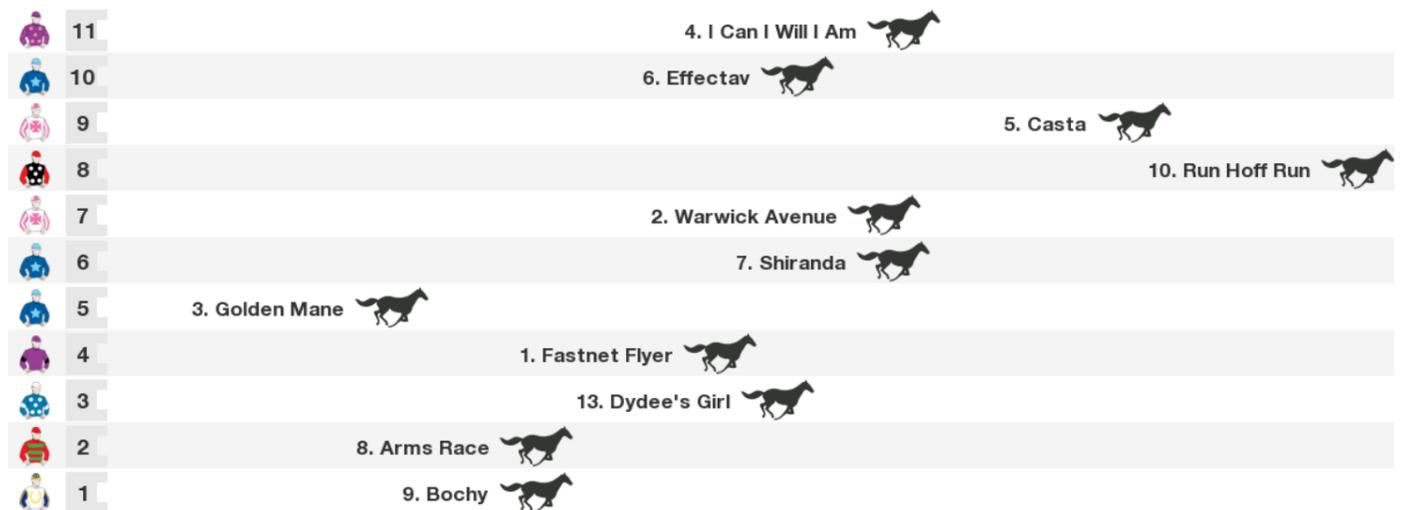 11 4. I Can I Will I Am
10 6. Effectav
9 5. Casta
8 10. Run Hoff Run
7 2. Warwick Avenue
6 7. Shiranda
5 3. Golden Mane
4 1. Fastnet Flyer
3 13. Dydee's Girl
2 8. Arms Race
1 9. Bochy